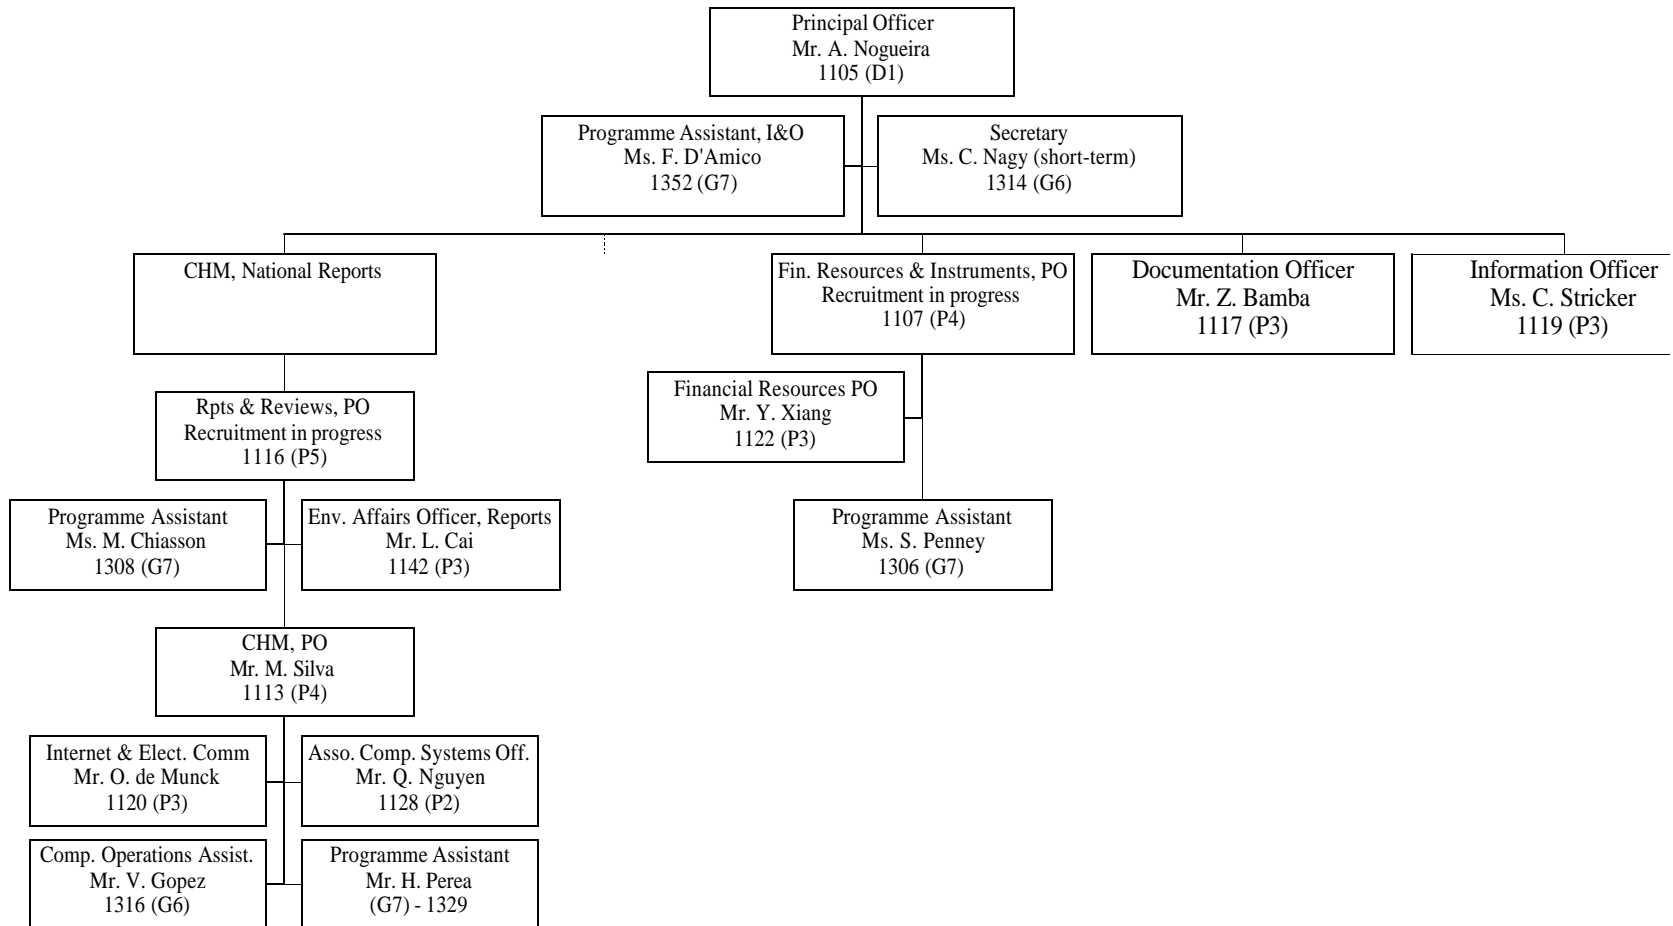 Principal Officer
Mr. A. Nogueira
1105 (D1)
Programme Assistant, I&O
Ms. F. D'Amico
1352 (G7)
Secretary
Ms. C. Nagy (short-term)
1314 (G6)
CHM, National Reports
Fin. Resources & Instruments, PO
Recruitment in progress
1107 (P4)
Documentation Officer
Mr. Z. Bamba
1117 (P3)
Information Officer
Ms. C. Stricker
1119 (P3)
Rpts & Reviews, PO
Recruitment in progress
1116 (P5)
Financial Resources PO
Mr. Y. Xiang
1122 (P3)
Programme Assistant
Ms. M. Chiasson
1308 (G7)
Env. Affairs Officer, Reports
Mr. L. Cai
1142 (P3)
Programme Assistant
Ms. S. Penney
1306 (G7)
CHM, PO
Mr. M. Silva
1113 (P4)
Internet & Elect. Comm
Mr. O. de Munck
1120 (P3)
Asso. Comp. Systems Off.
Mr. Q. Nguyen
1128 (P2)
Comp. Operations Assist.
Mr. V. Gopez
1316 (G6)
Programme Assistant
Mr. H. Perea
(G7) - 1329